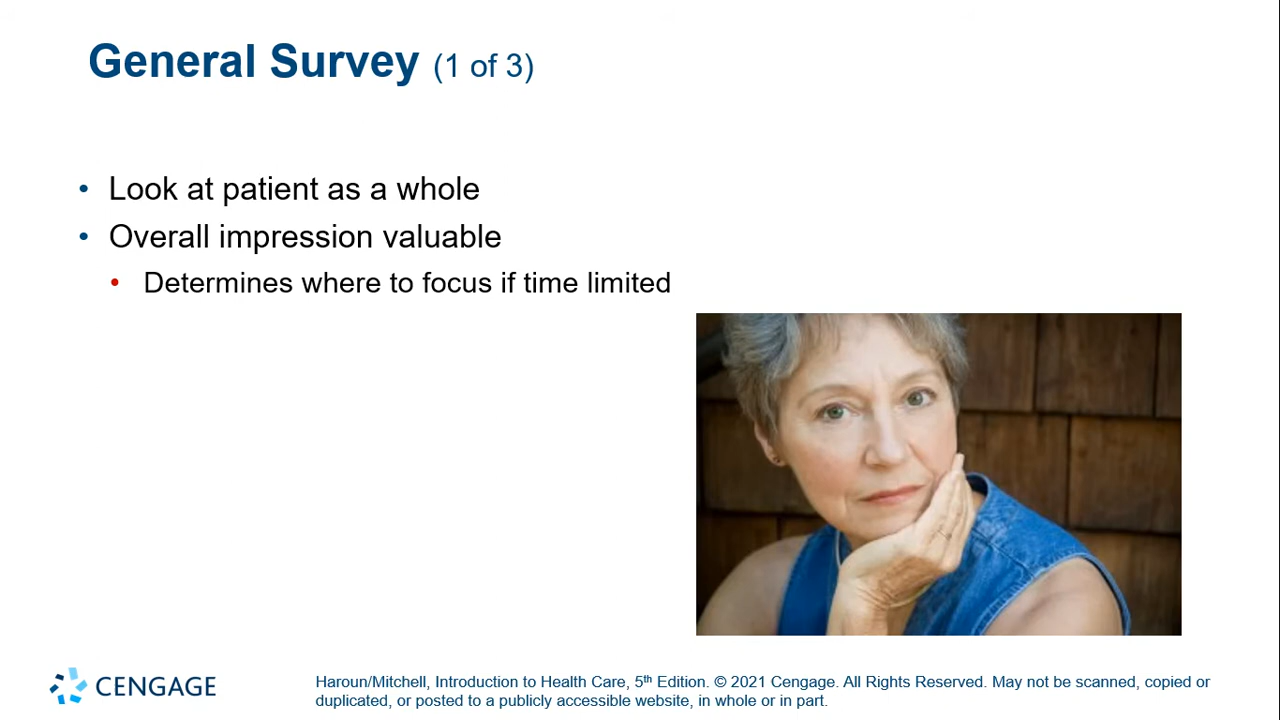 General Survey (1 of 3)
• Look at patient as a whole
• Overall impression valuable
• Determines where to focus if time limited
CENGAGE
Haroun/Mitchell, Introduction to Health Care, 5th Edition. © 2021 Cengage. All Rights Reserved. May not be scanned, copied or
duplicated, or posted to a publicly accessible website, in whole or in part.